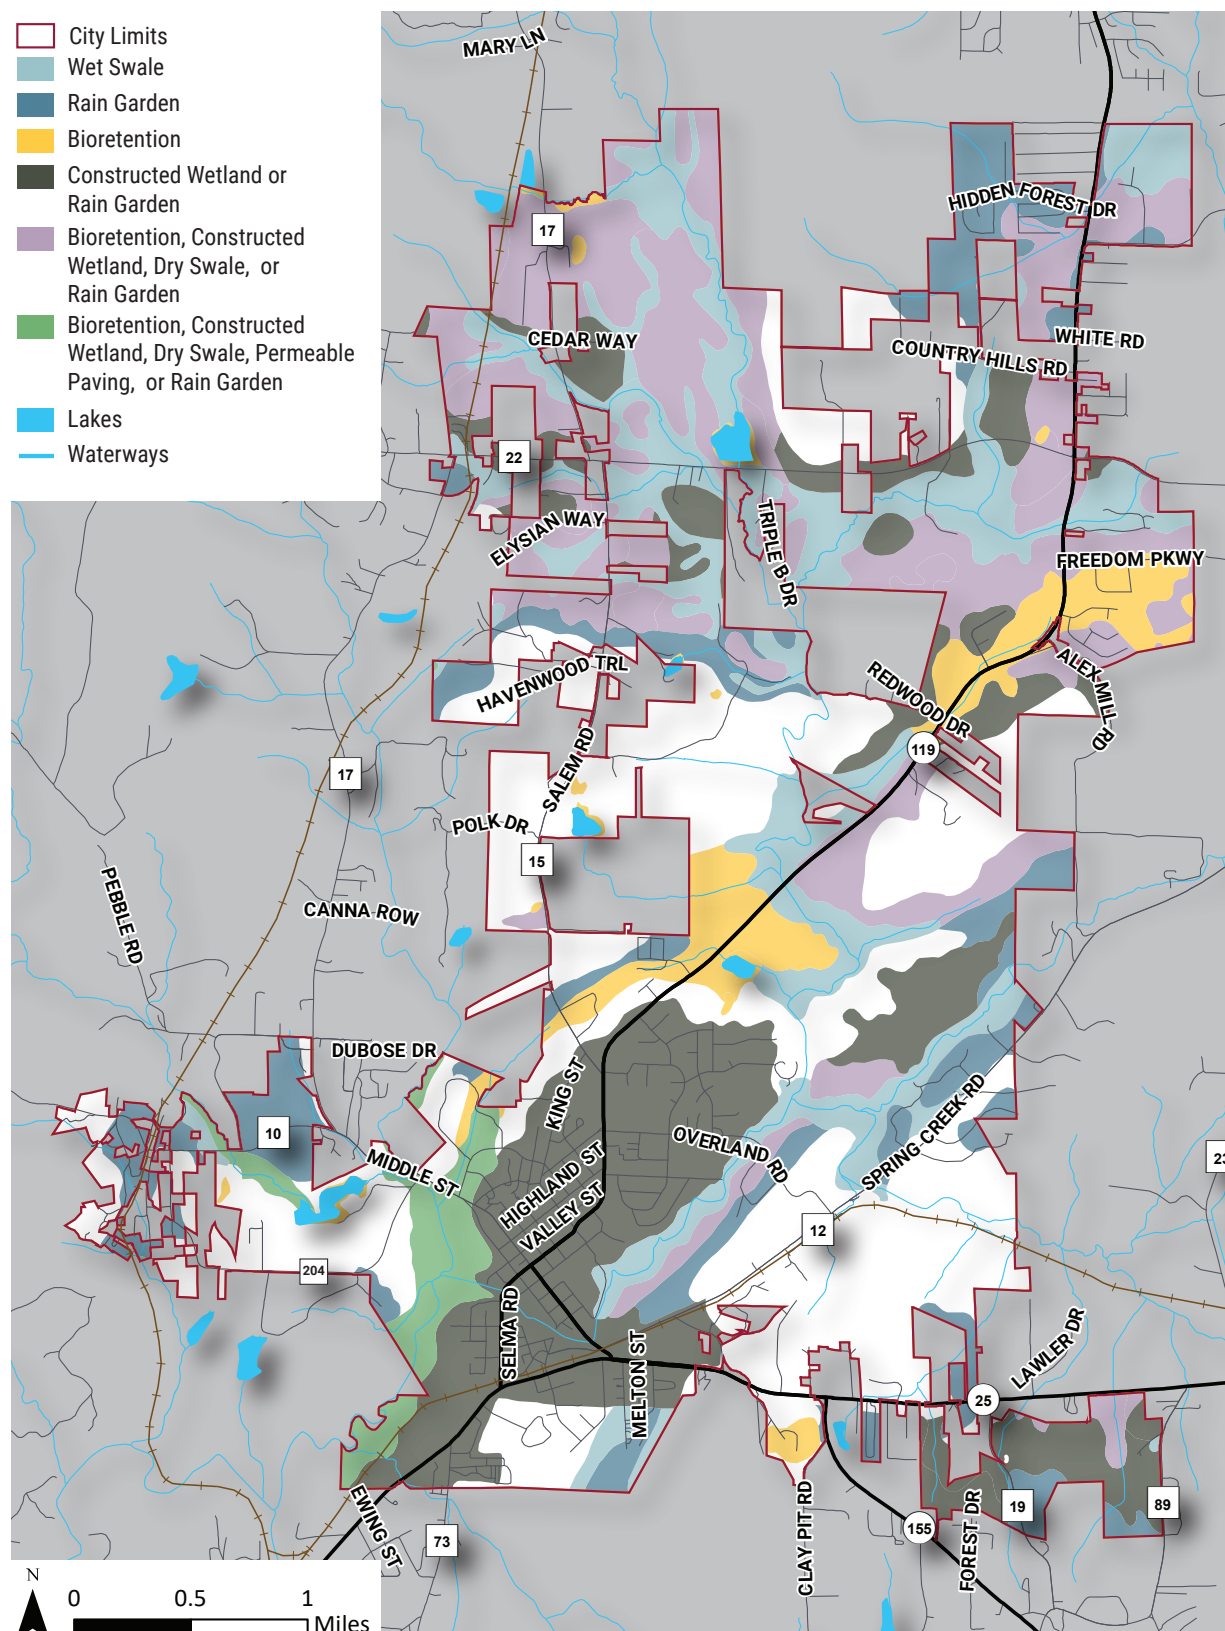 City Limits
Wet Swale
Rain Garden
Bioretention
Constructed Wetland or
Rain Garden
Bioretention, Constructed
Wetland, Dry Swale, or
Rain Garden
Bioretention, Constructed
Wetland, Dry Swale, Permeable
Paving, or Rain Garden
Lakes
Waterways
MARY LN
17
HIDDEN FOREST DR
CEDAR WAY
WHITE RD
COUNTRY HILLS RD
22
ELYSIAN WAY
TRIPLE B DR
FREEDOM PKWY
HAVENWOOD TRL
ALEX MILL RD
REDWOOD DR
119
SALEM RD
17
POLK DR
15
PEBBLE RD
CANNA ROW
DUBOSE DR
KING ST
10
OVERLAND RD
SPRING CREEK RD
MIDDLE ST
HIGHLAND ST
VALLEY ST
23
12
204
SELMA RD
MELTON ST
LAWLER DR
25
CLAY PIT RD
FOREST DR
19
89
155
EWING ST
73
N
0 0.5 1
Miles